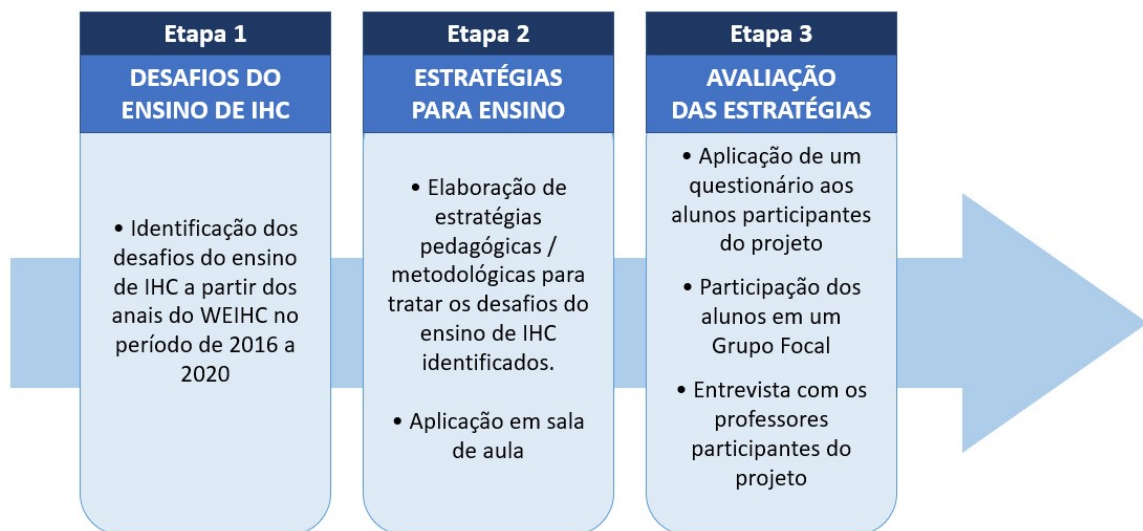 Etapa 1
DESAFIOS DO
ENSINO DE IHC
• Identificação dos
desafios do ensino
de IHC a partir dos
anais do WEIHC no
período de 2016 a
2020
Etapa 2
ESTRATÉGIAS
PARA ENSINO
• Elaboração de
estratégias
pedagógicas /
metodológicas para
tratar os desafios do
ensino de IHC
identificados.
• Aplicação em sala
de aula
Etapa 3
AVALIAÇÃO
DAS ESTRATÉGIAS
• Aplicação de um
questionário aos
alunos participantes
do projeto
• Participação dos
alunos em um
Grupo Focal
• Entrevista com os
professores
participantes do
projeto